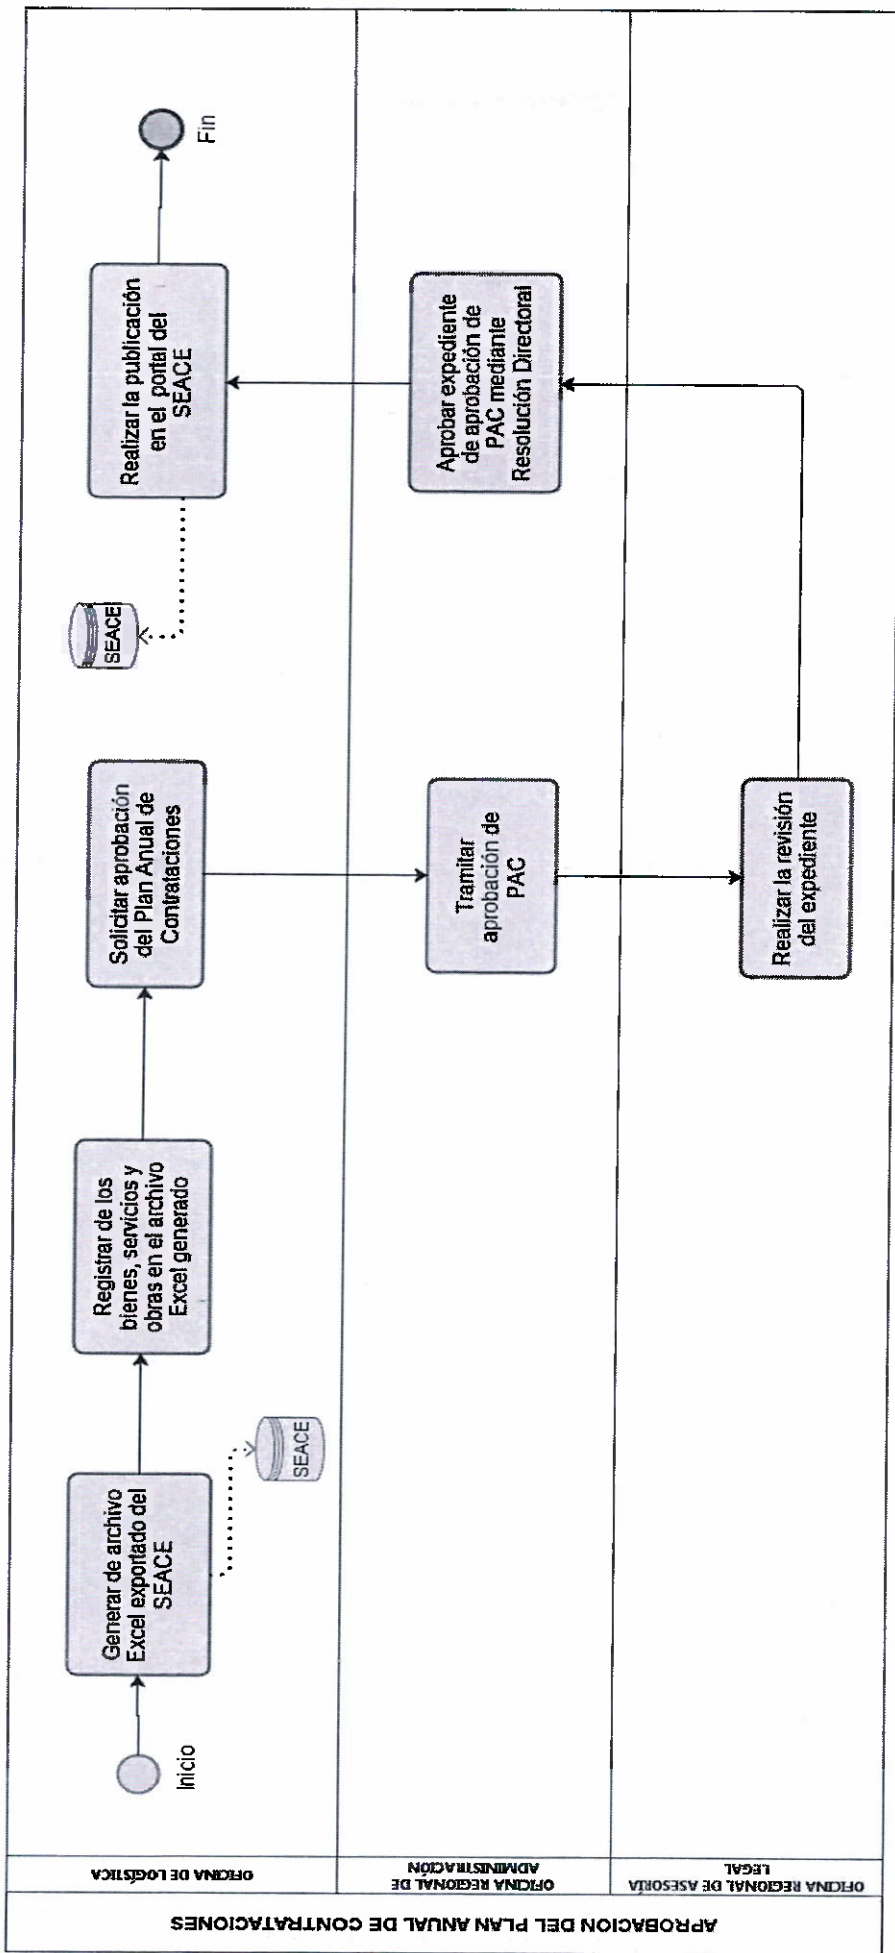 APROBACION DEL PLAN ANUAL DE CONTRATACIONES
OFICINA DE LOGÍSTICA
Inicio
Generar de archivo
Excel exportado del
SEACE
SEACE
Registrar de los
bienes, servicios y
obras en el archivo
Excel generado
Solicitar aprobación
del Plan Anual de
Contrataciones
SEACE
Realizar la publicación
en el portal del
SEACE
Fin
OFICINA REGIONAL DE
ADMINISTRACIÓN
Tramitar
aprobación de
PAC
Aprobar expediente
de aprobación de
PAC mediante
Resolución Directoral
OFICINA REGIONAL DE ASESORÍA
LEGAL
Realizar la revisión
del expediente